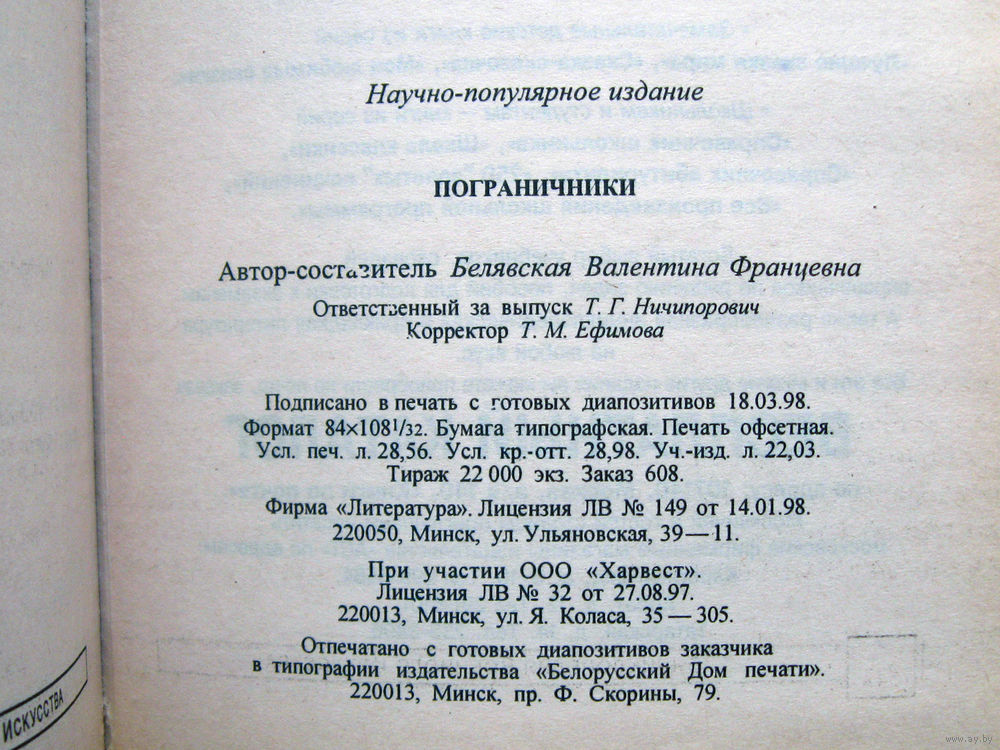 Научно-популярное издание
ПОГРАНИЧНИКИ
Автор-составитель Белявская Валентина Францевна
Ответственный за выпуск Т. Г. Ничипорович
Корректор Т. М. Ефимова
Подписано в печать с готовых диапозитивов 18.03.98.
Формат 84×108¹/₃₂. Бумага типографская. Печать офсетная.
Усл. печ. л. 28,56. Усл. кр.-отт. 28,98. Уч.-изд. л. 22,03.
Тираж 22 000 экз. Заказ 608.
Фирма «Литература». Лицензия ЛВ № 149 от 14.01.98.
220050, Минск, ул. Ульяновская, 39—11.
При участии ООО «Харвест».
Лицензия ЛВ № 32 от 27.08.97.
220013, Минск, ул. Я. Коласа, 35—305.
Отпечатано с готовых диапозитивов заказчика
в типографии издательства «Белорусский Дом печати».
220013, Минск, пр. Ф. Скорины, 79.
ИСКУССТВА
www.ay.by